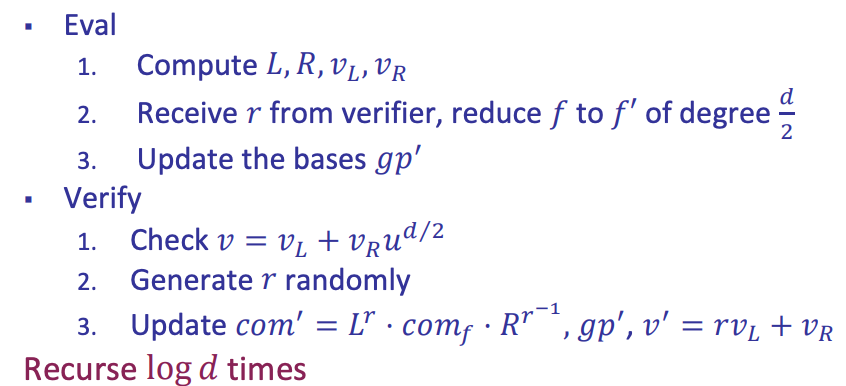 ▪ Eval
1. Compute $L, R, v_L, v_R$
2. Receive $r$ from verifier, reduce $f$ to $f'$ of degree $\frac{d}{2}$
3. Update the bases $gp'$
▪ Verify
1. Check $v = v_L + v_R u^{d/2}$
2. Generate $r$ randomly
3. Update $com' = L^r \cdot com_f \cdot R^{r^{-1}}, gp', v' = rv_L + v_R$
Recurse $\log d$ times